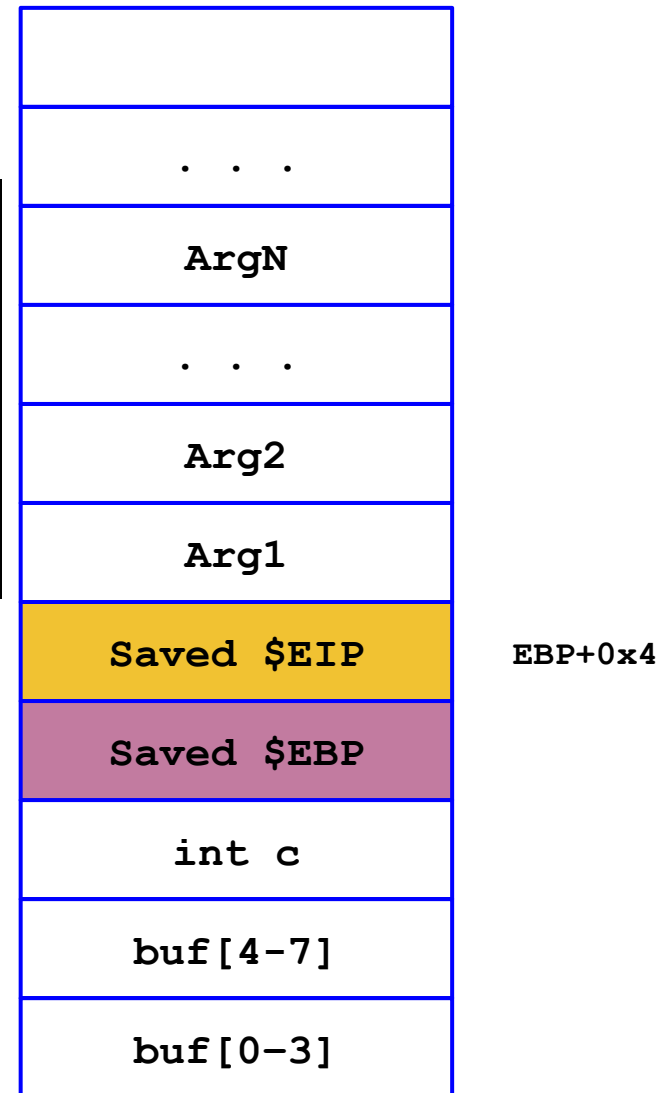 . . .
ArgN
. . .
Arg2
Arg1
Saved $EIP
EBP+0x4
Saved $EBP
int c
buf[4-7]
buf[0–3]